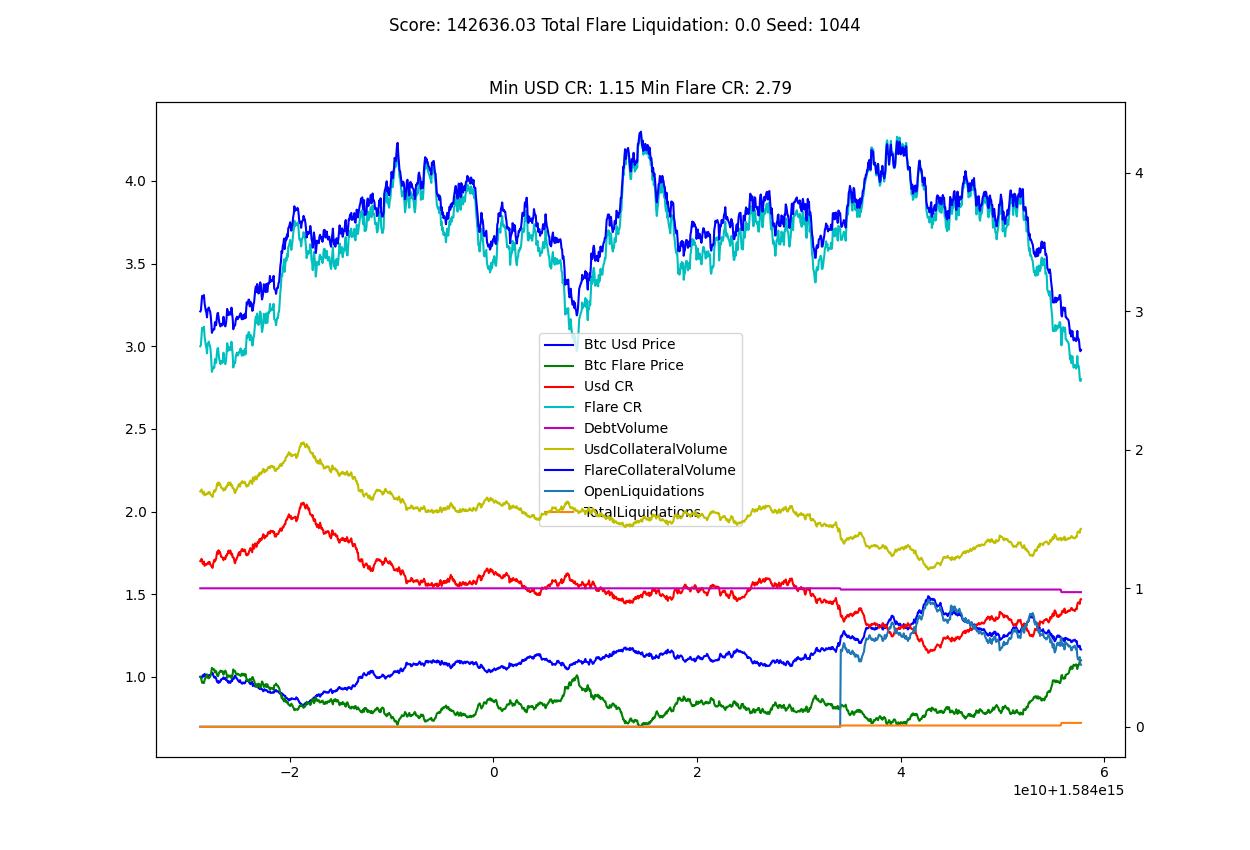 Score: 142636.03 Total Flare Liquidation: 0.0 Seed: 1044
Min USD CR: 1.15 Min Flare CR: 2.79
4.0
3.5
3.0
2.5
2.0
1.5
1.0
4
3
2
1
0
Btc Usd Price
Btc Flare Price
Usd CR
Flare CR
DebtVolume
UsdCollateralVolume
FlareCollateralVolume
OpenLiquidations
TotalLiquidations
−2 0 2 4 6
1e10+1.584e15